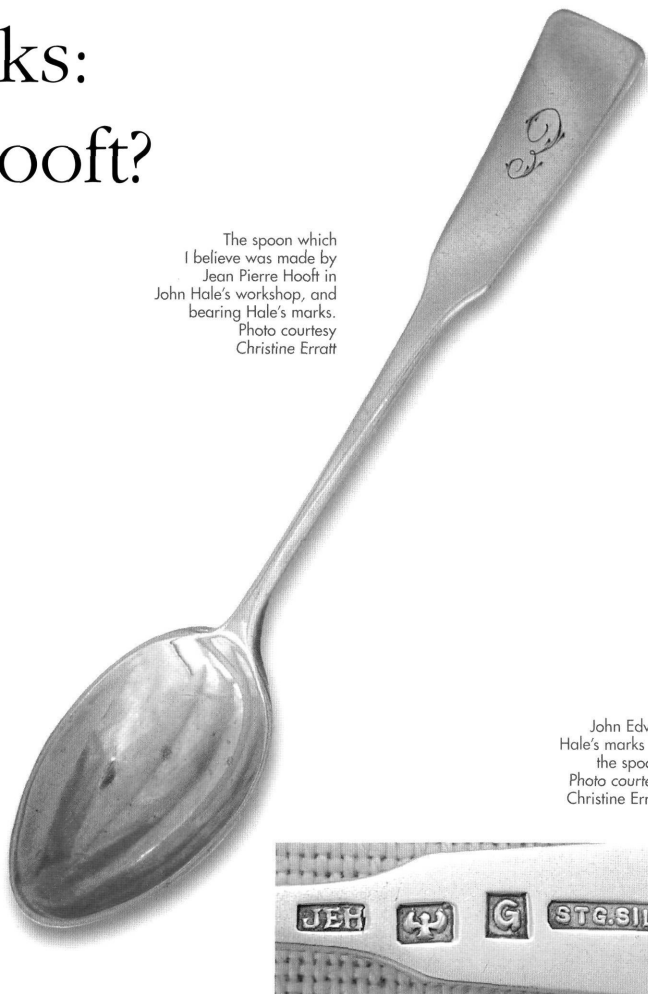 ks:
ooft?
The spoon which
I believe was made by
Jean Pierre Hooft in
John Hale's workshop, and
bearing Hale's marks.
Photo courtesy
Christine Erratt
John Edw
Hale's marks
the spoo
Photo courte
Christine Err
JEH G STG.SIL